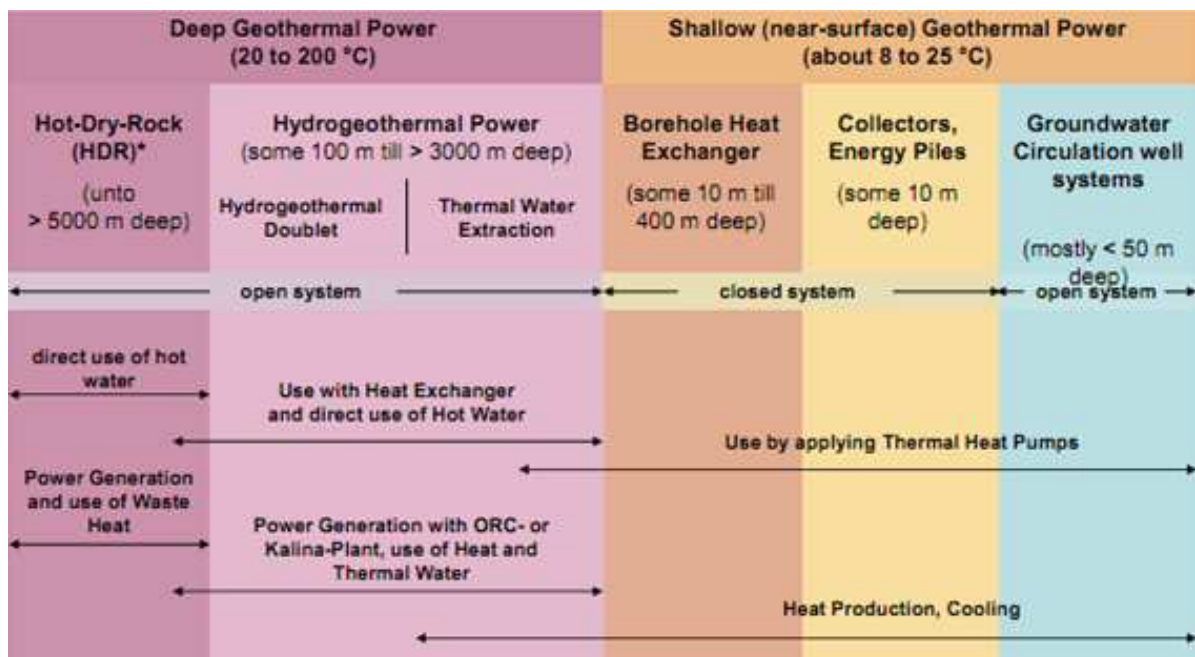 Deep Geothermal Power
(20 to 200 °C)
Shallow (near-surface) Geothermal Power
(about 8 to 25 °C)
Hot-Dry-Rock
(HDR)*
(unto
> 5000 m deep)
Hydrogeothermal Power
(some 100 m till > 3000 m deep)
Hydrogeothermal
Doublet
Thermal Water
Extraction
Borehole Heat
Exchanger
(some 10 m till
400 m deep)
Collectors,
Energy Piles
(some 10 m
deep)
Groundwater
Circulation well
systems
(mostly < 50 m
deep)
open system
closed system
open system
direct use of hot
water
Use with Heat Exchanger
and direct use of Hot Water
Use by applying Thermal Heat Pumps
Power Generation
and use of Waste
Heat
Power Generation with ORC- or
Kalina-Plant, use of Heat and
Thermal Water
Heat Production, Cooling